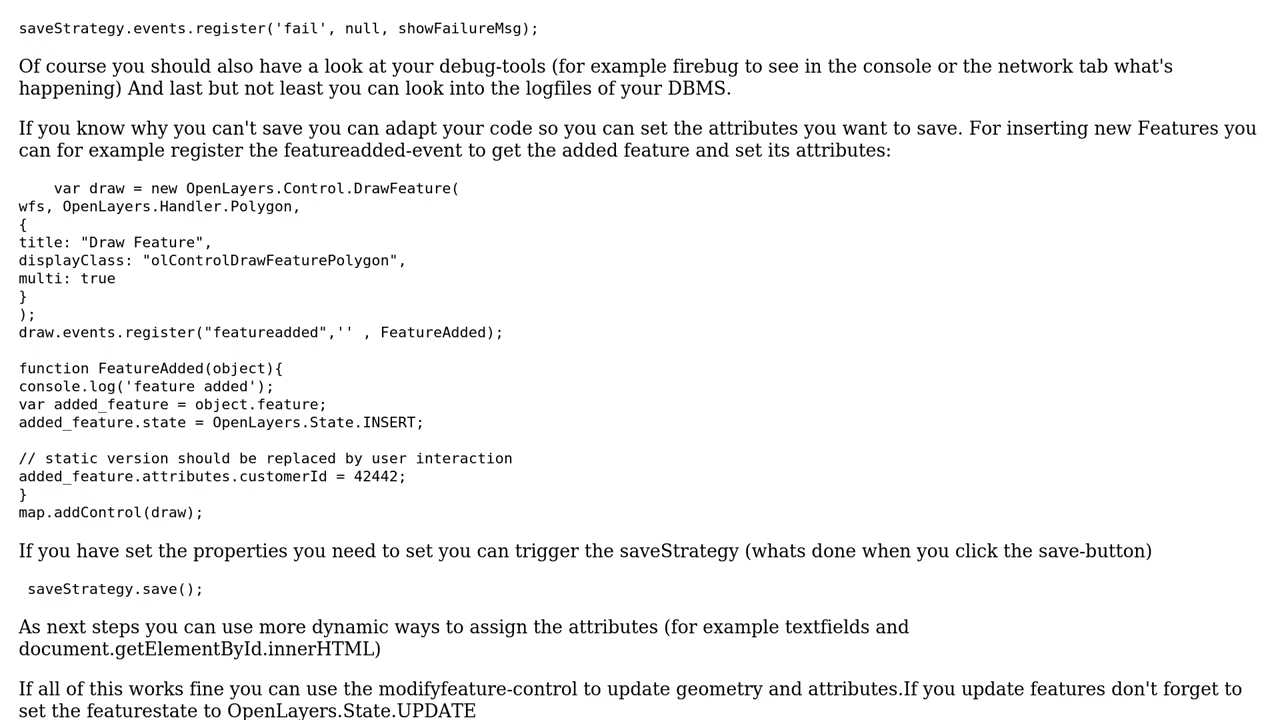 saveStrategy.events.register('fail', null, showFailureMsg);
Of course you should also have a look at your debug-tools (for example firebug to see in the console or the network tab what's
happening) And last but not least you can look into the logfiles of your DBMS.
If you know why you can't save you can adapt your code so you can set the attributes you want to save. For inserting new Features you
can for example register the featureadded-event to get the added feature and set its attributes:
    var draw = new OpenLayers.Control.DrawFeature(
wfs, OpenLayers.Handler.Polygon,
{
title: "Draw Feature",
displayClass: "olControlDrawFeaturePolygon",
multi: true
}
);
draw.events.register("featureadded",'' , FeatureAdded);
function FeatureAdded(object){
console.log('feature added');
var added_feature = object.feature;
added_feature.state = OpenLayers.State.INSERT;
// static version should be replaced by user interaction
added_feature.attributes.customerId = 42442;
}
map.addControl(draw);
If you have set the properties you need to set you can trigger the saveStrategy (whats done when you click the save-button)
 saveStrategy.save();
As next steps you can use more dynamic ways to assign the attributes (for example textfields and
document.getElementById.innerHTML)
If all of this works fine you can use the modifyfeature-control to update geometry and attributes.If you update features don't forget to
set the featurestate to OpenLayers.State.UPDATE